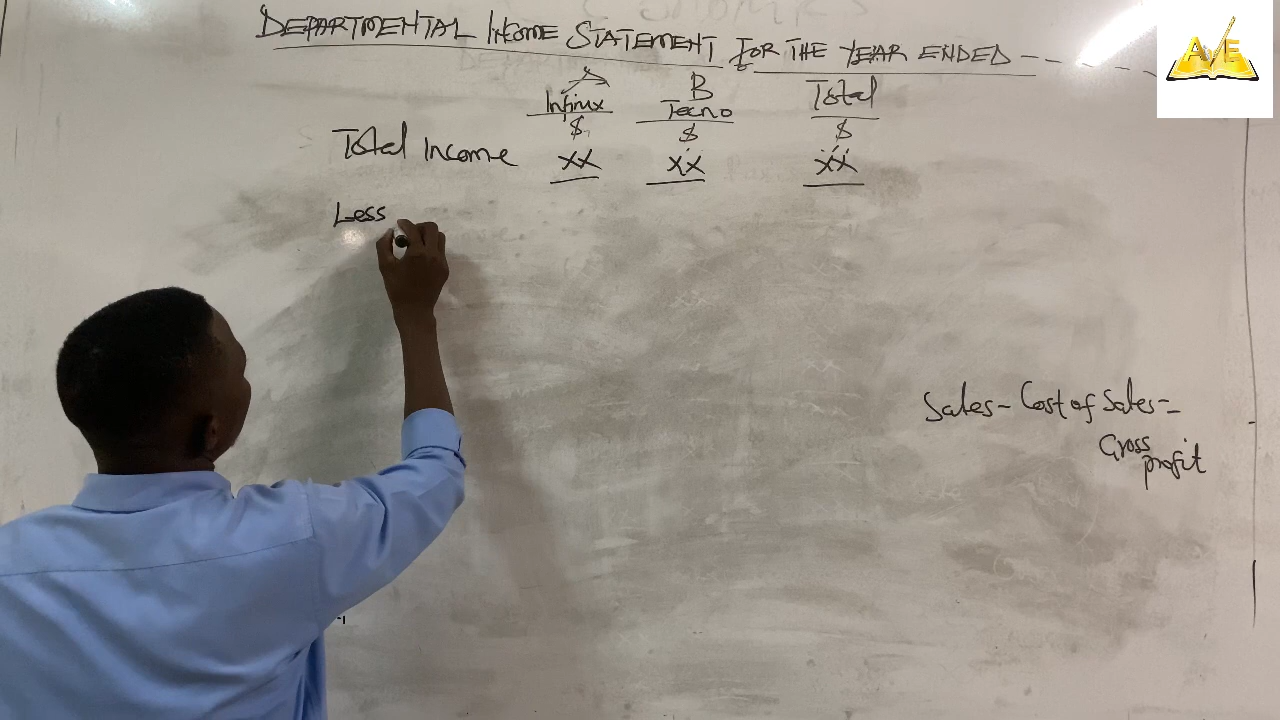 DEPARTMENTAL INCOME STATEMENT FOR THE YEAR ENDED ----
A B Total
Infinix Tecno
$ $ $
Total Income XX XX XX
Less
Sales - Cost of Sales =
Gross
profit
AVE